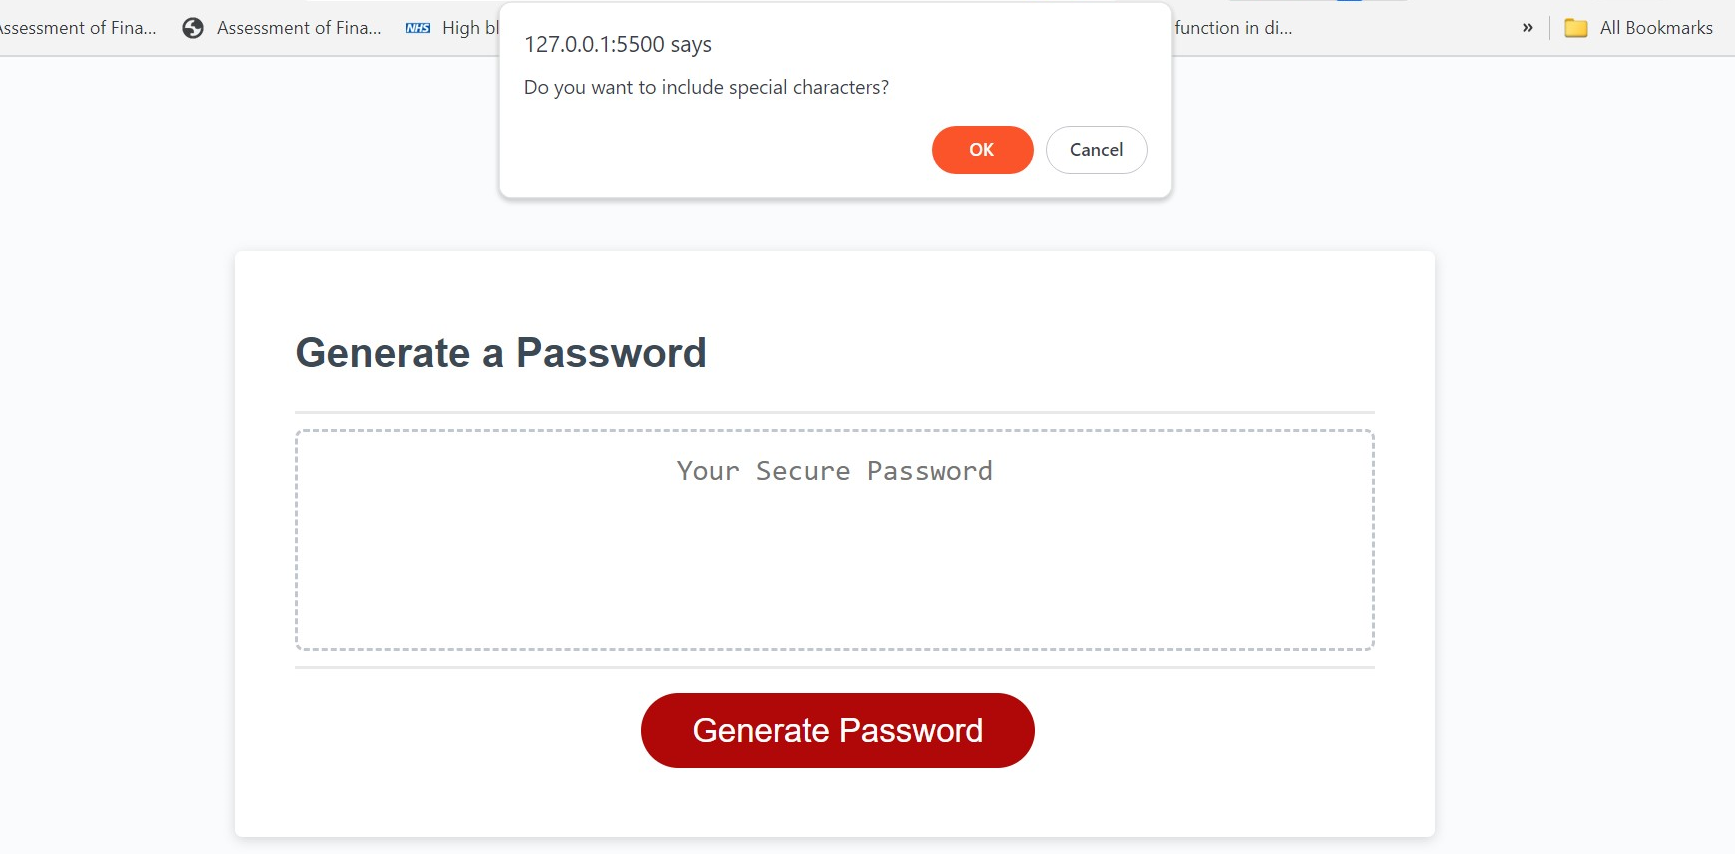 ssessment of Fina...
Assessment of Fina...
NHS High bl
function in di...
» All Bookmarks
127.0.0.1:5500 says
Do you want to include special characters?
OK Cancel
Generate a Password
Your Secure Password
Generate Password